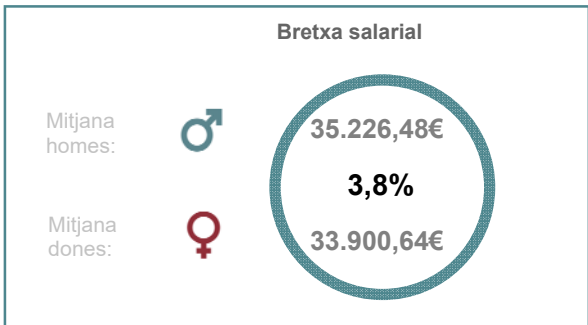 Bretxa salarial
Mitjana
homes:
35.226,48€
3,8%
Mitjana
dones:
33.900,64€